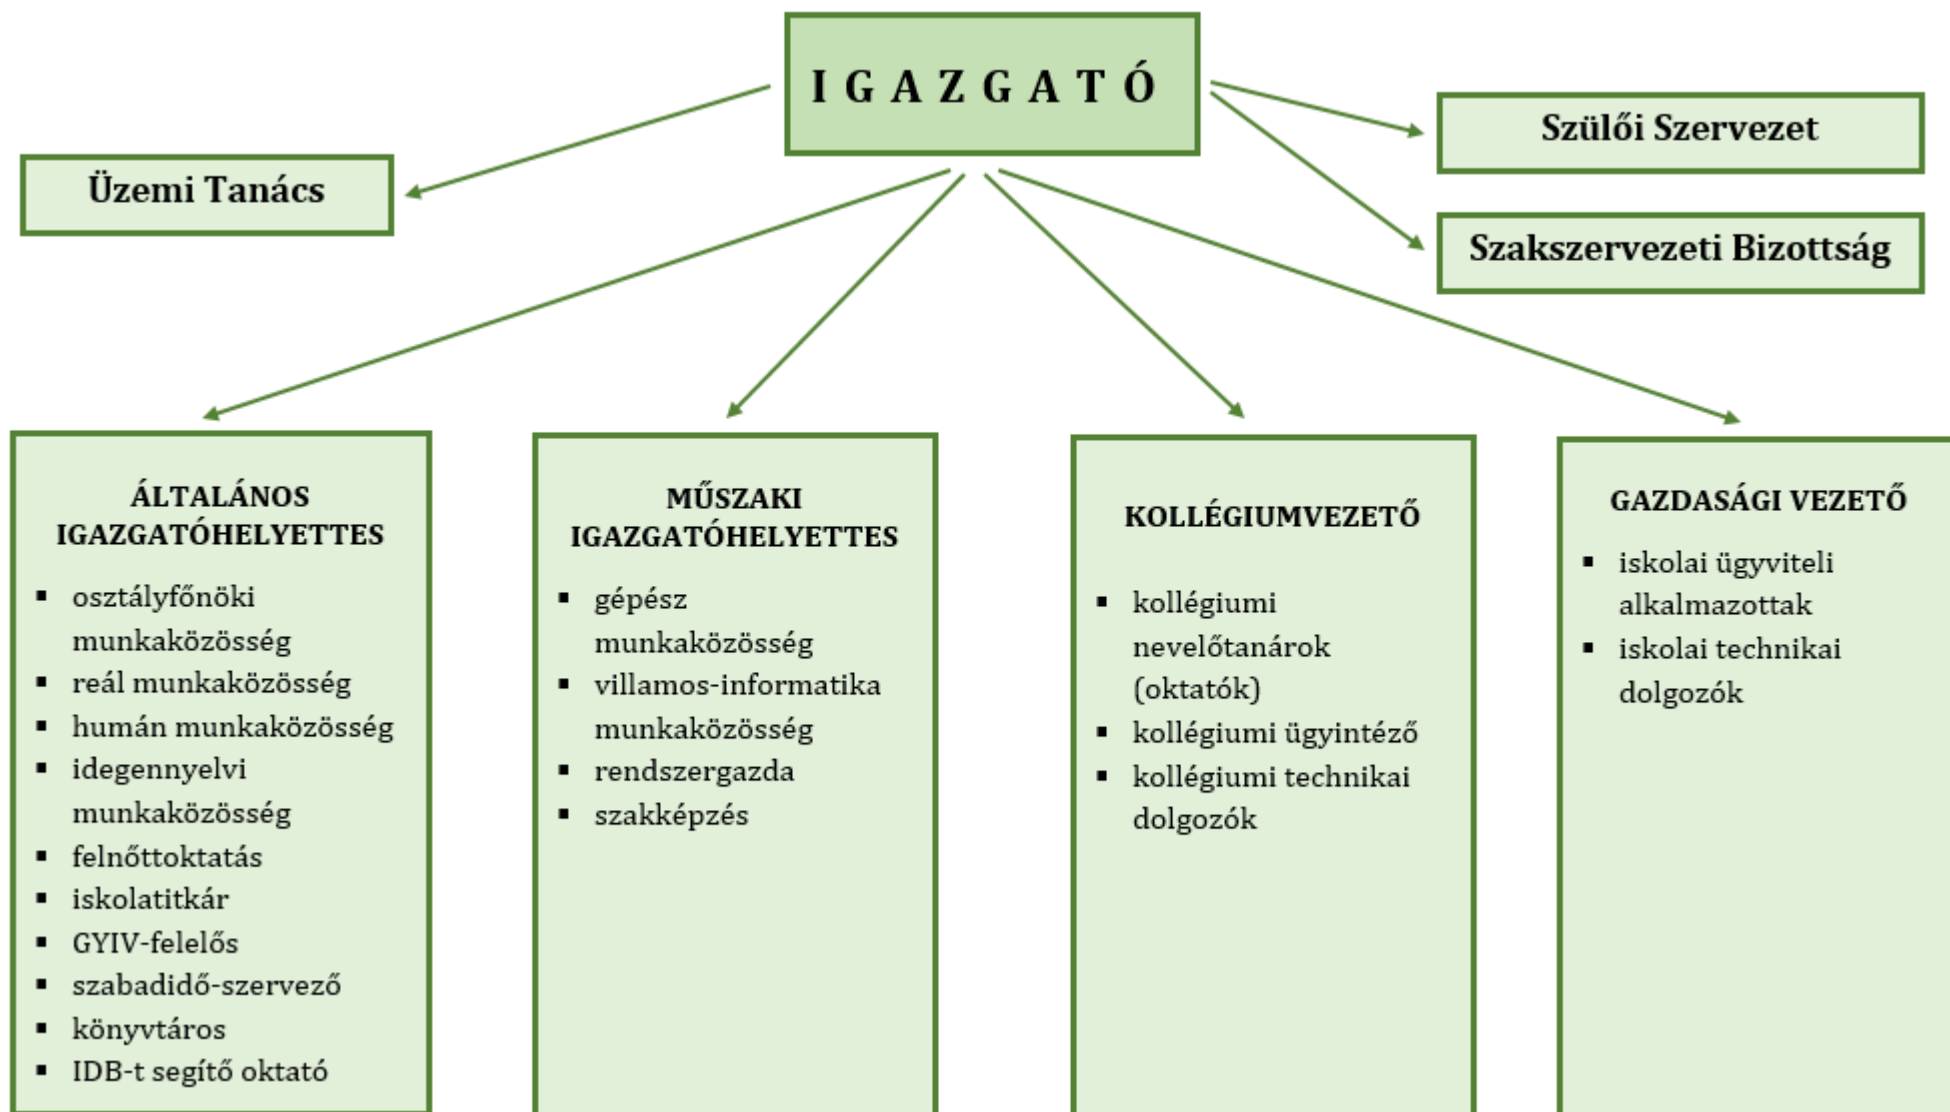 I G A Z G A T Ó
Üzemi Tanács
Szülői Szervezet
Szakszervezeti Bizottság
ÁLTALÁNOS
IGAZGATÓHELYETTES
▪ osztályfőnöki
munkaközösség
▪ reál munkaközösség
▪ humán munkaközösség
▪ idegennyelvi
munkaközösség
▪ felnőttoktatás
▪ iskolatitkár
▪ GYIV-felelős
▪ szabadidő-szervező
▪ könyvtáros
▪ IDB-t segítő oktató
MŰSZAKI
IGAZGATÓHELYETTES
▪ gépész
munkaközösség
▪ villamos-informatika
munkaközösség
▪ rendszergazda
▪ szakképzés
KOLLÉGIUMVEZETŐ
▪ kollégiumi
nevelőtanárok
(oktatók)
▪ kollégiumi ügyintéző
▪ kollégiumi technikai
dolgozók
GAZDASÁGI VEZETŐ
▪ iskolai ügyviteli
alkalmazottak
▪ iskolai technikai
dolgozók